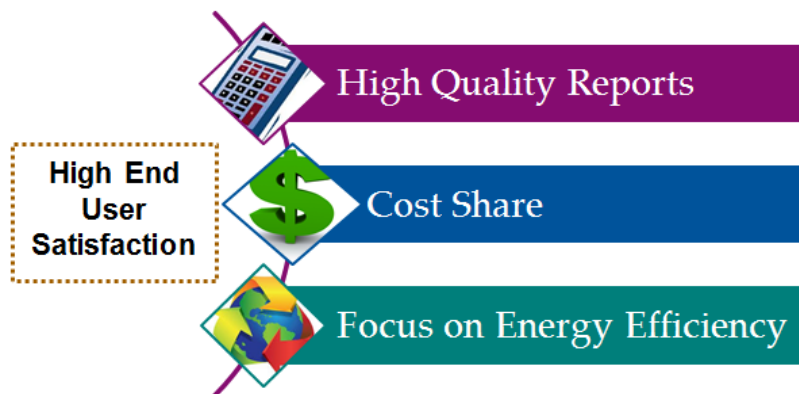 High End
User
Satisfaction
High Quality Reports
Cost Share
Focus on Energy Efficiency